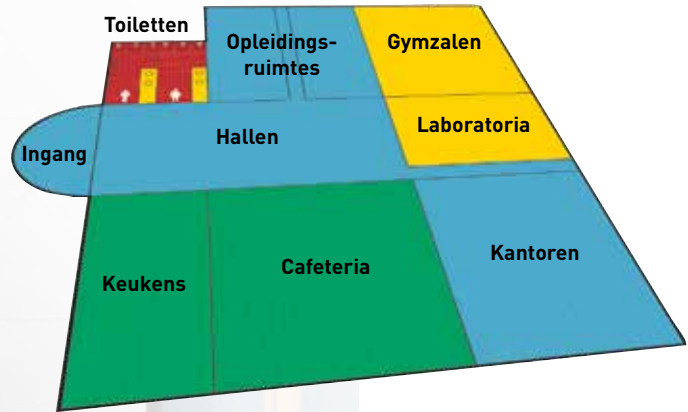 Toiletten
Opleidings-
ruimtes
Gymzalen
Laboratoria
Ingang
Hallen
Keukens
Cafeteria
Kantoren